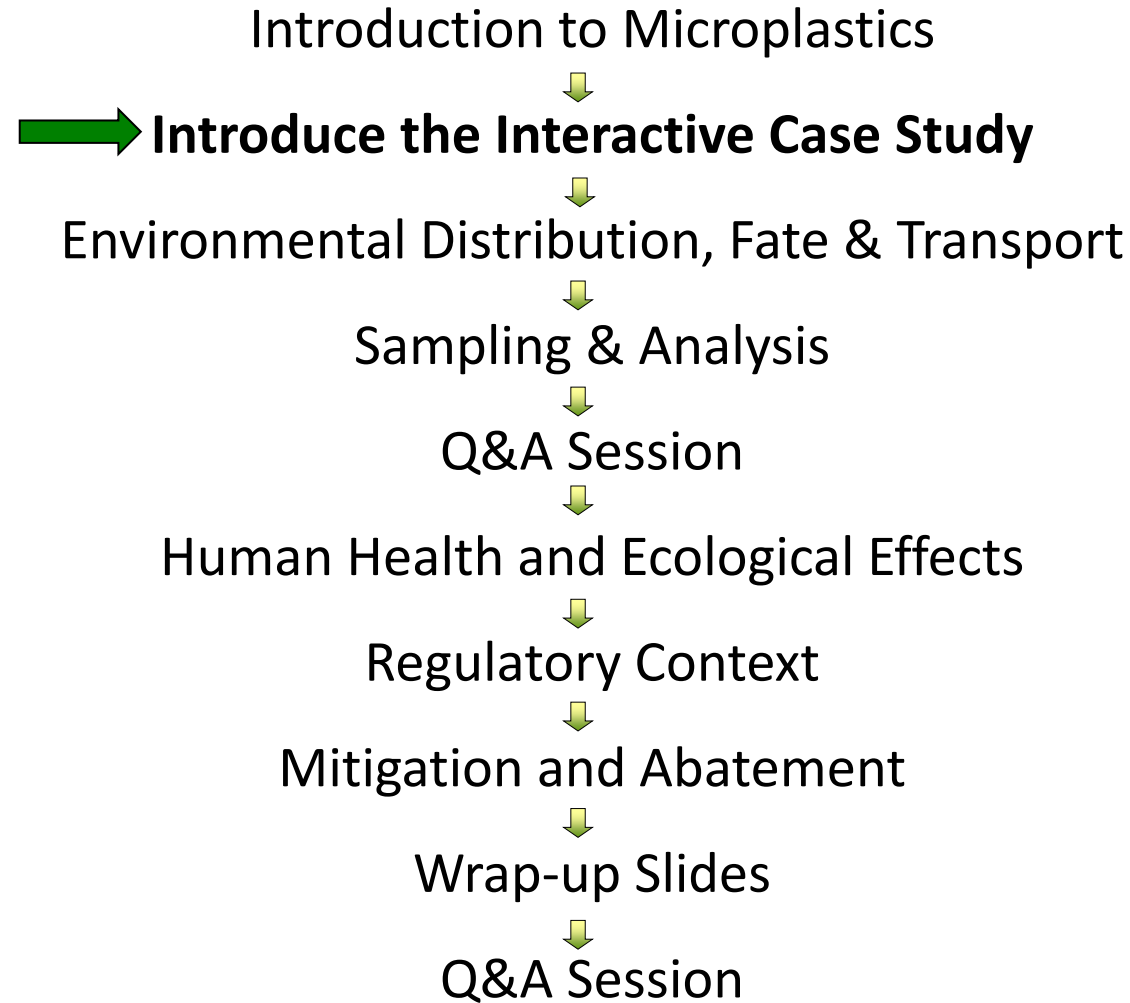 Introduction to Microplastics
Introduce the Interactive Case Study
Environmental Distribution, Fate & Transport
Sampling & Analysis
Q&A Session
Human Health and Ecological Effects
Regulatory Context
Mitigation and Abatement
Wrap-up Slides
Q&A Session